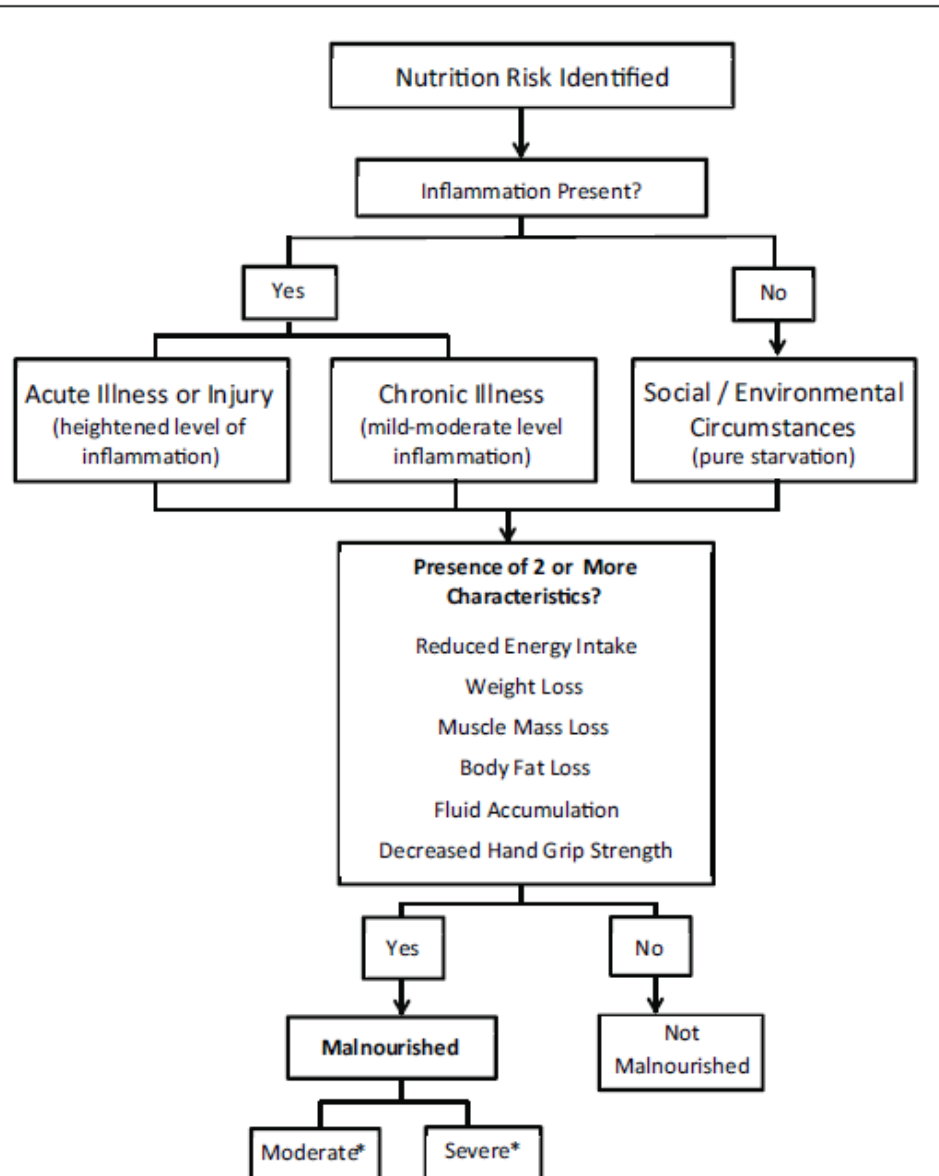 Nutrition Risk Identified
Inflammation Present?
Yes
No
Acute Illness or Injury
(heightened level of
inflammation)
Chronic Illness
(mild-moderate level
inflammation)
Social / Environmental
Circumstances
(pure starvation)
Presence of 2 or More
Characteristics?
Reduced Energy Intake
Weight Loss
Muscle Mass Loss
Body Fat Loss
Fluid Accumulation
Decreased Hand Grip Strength
Yes
No
Malnourished
Not
Malnourished
Moderate*
Severe*